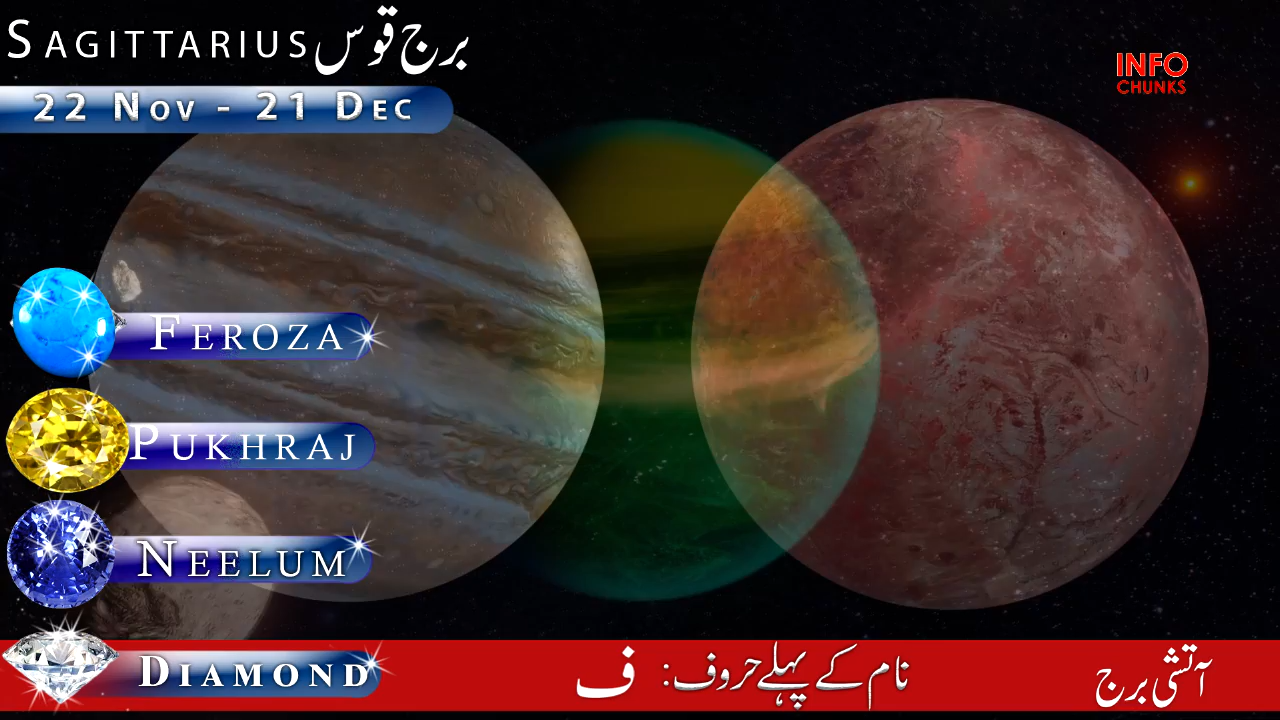 SAGITTARIUS برج قوس
22 NOV - 21 DEC
INFO
CHUNKS
FEROZA
PUKHRAJ
NEELUM
DIAMOND
نام کے پہلے حروف: ف
آتشی برج